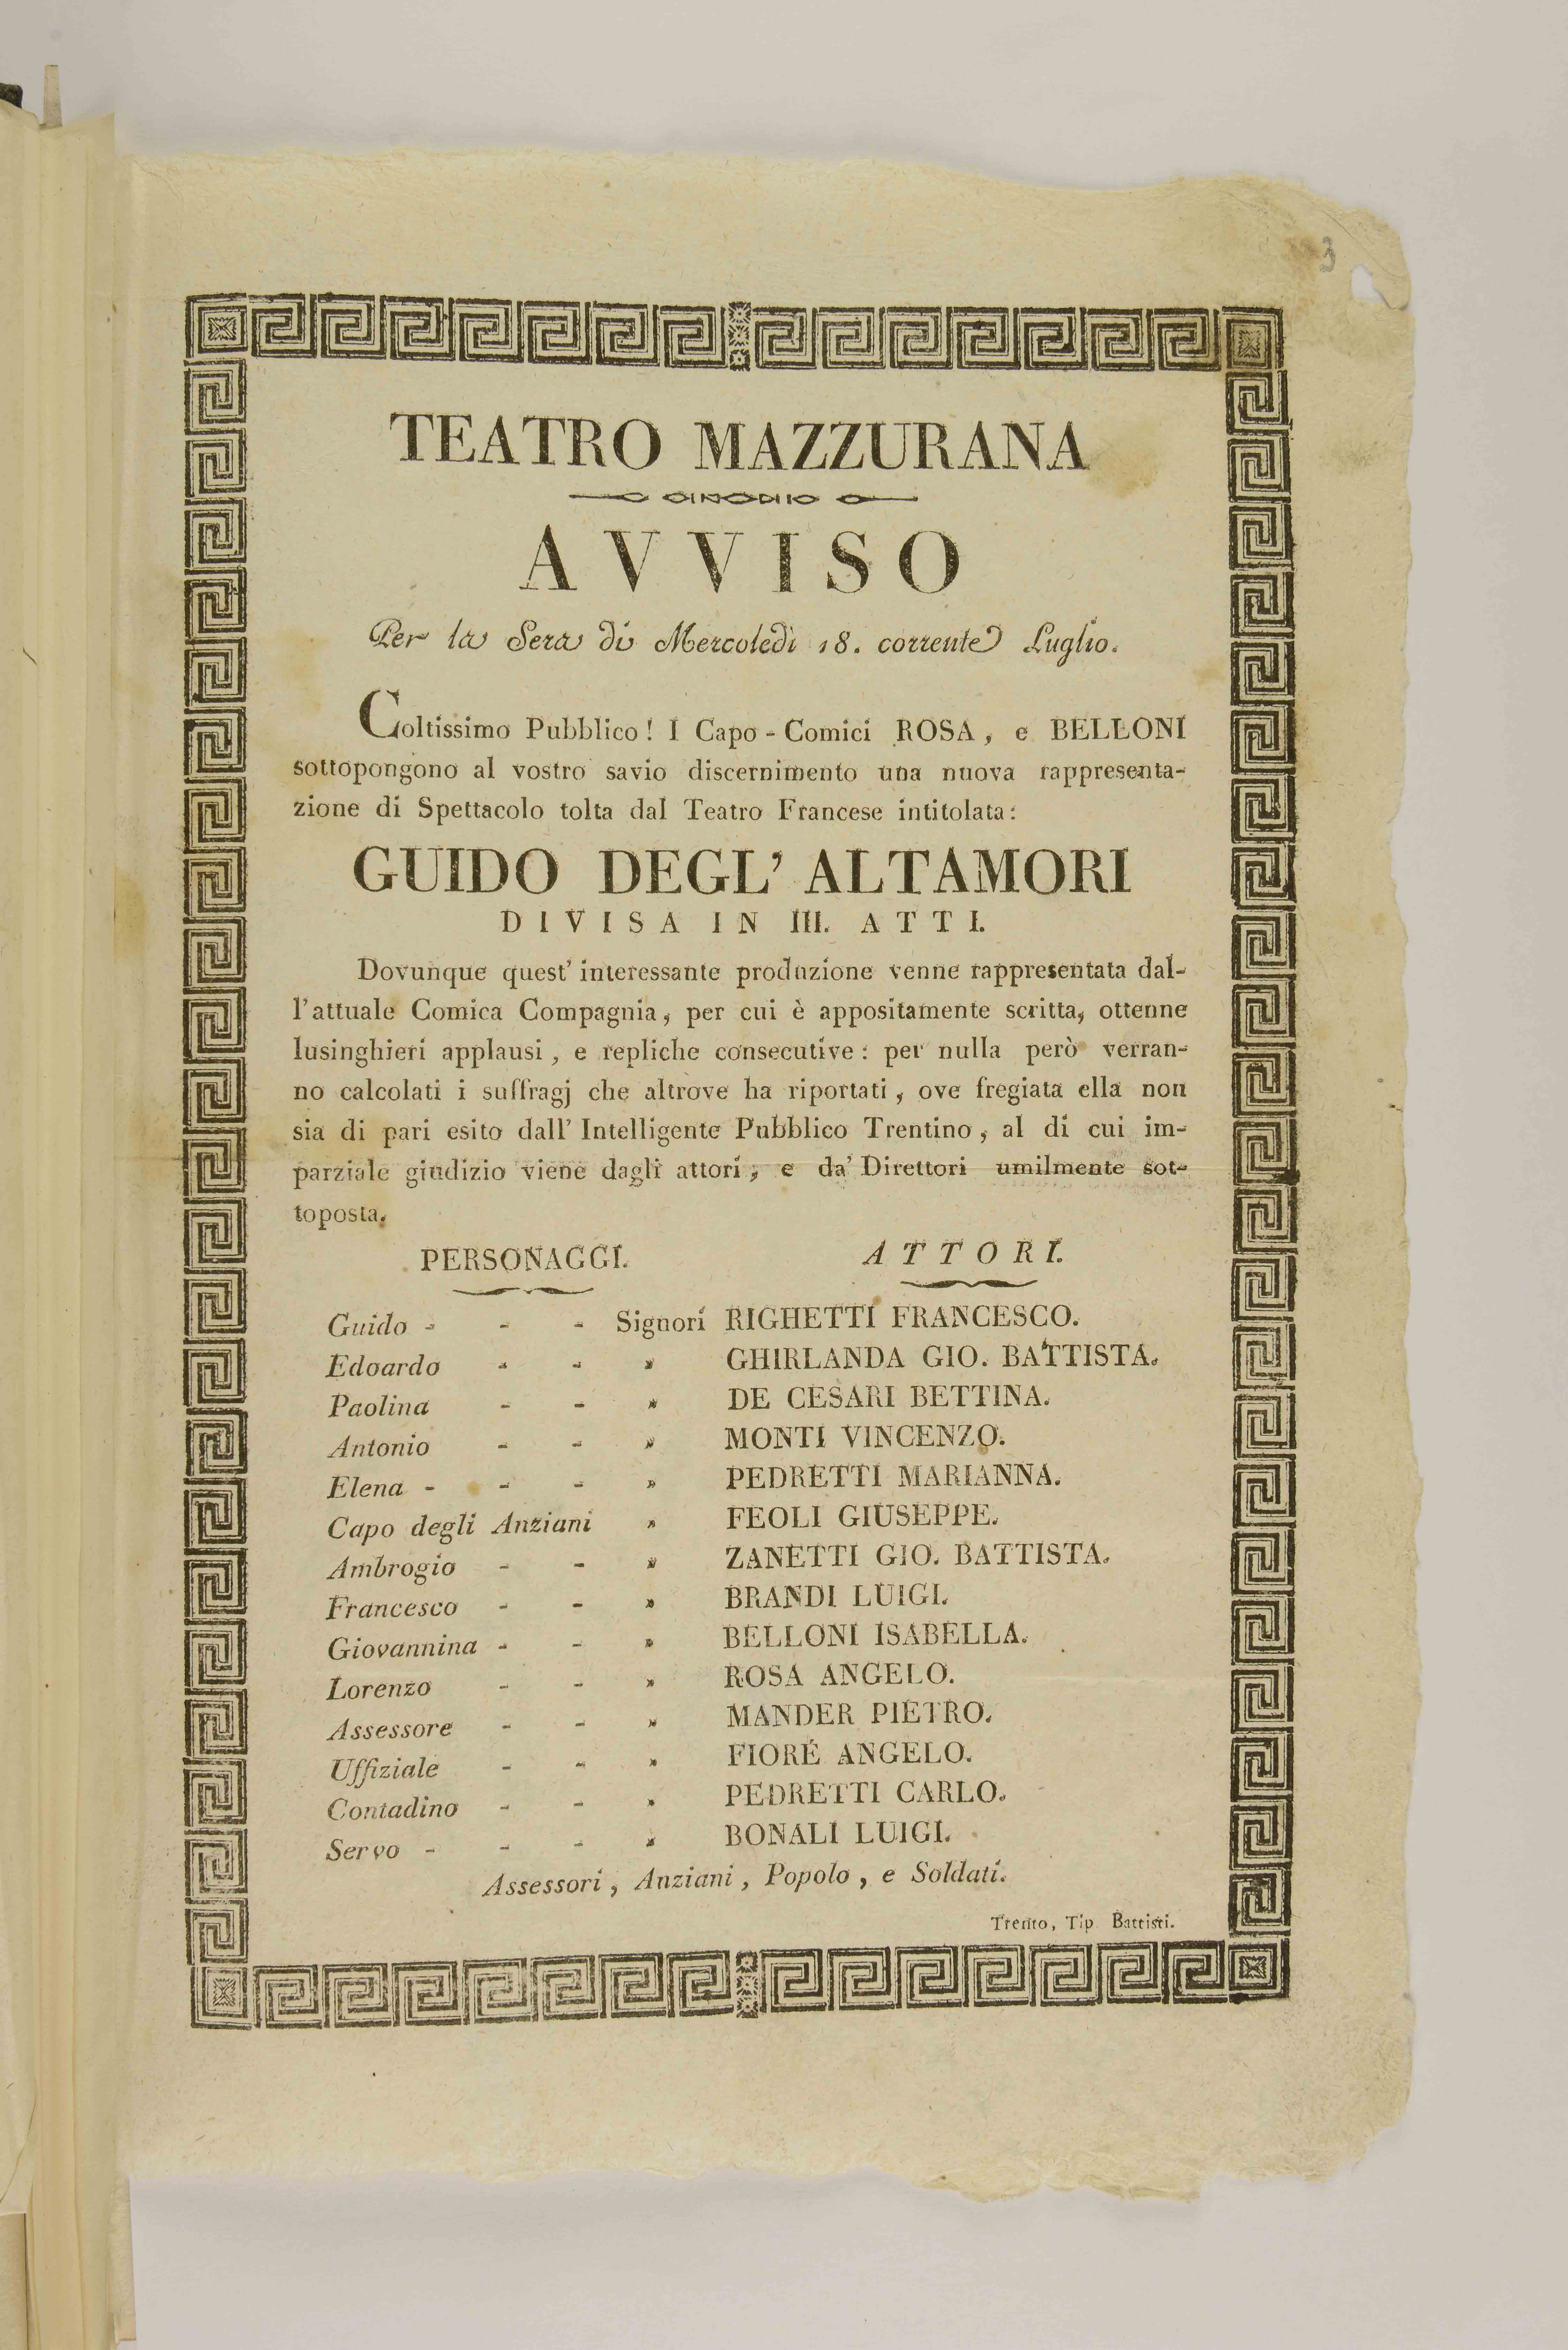 3
TEATRO MAZZURANA
AVVISO
Per la Sera di Mercoledì 18. corrente Luglio.
Coltissimo Pubblico! I Capo-Comici ROSA, e BELLONI
sottopongono al vostro savio discernimento una nuova rappresenta-
zione di Spettacolo tolta dal Teatro Francese intitolata:
GUIDO DEGL' ALTAMORI
DIVISA IN III. ATTI.
Dovunque quest' interessante produzione venne rappresentata dal-
l'attuale Comica Compagnia, per cui è appositamente scritta, ottenne
lusinghieri applausi, e repliche consecutive: per nulla però verran-
no calcolati i suffragj che altrove ha riportati, ove fregiata ella non
sia di pari esito dall' Intelligente Pubblico Trentino, al di cui im-
parziale giudizio viene dagli attori, e da' Direttori umilmente sot-
toposta.
PERSONAGGI. ATTORI.
Guido - - - Signori RIGHETTI FRANCESCO.
Edoardo - - » GHIRLANDA GIO. BATTISTA.
Paolina - - » DE CESARI BETTINA.
Antonio - - » MONTI VINCENZO.
Elena - - - » PEDRETTI MARIANNA.
Capo degli Anziani » FEOLI GIUSEPPE.
Ambrogio - - » ZANETTI GIO. BATTISTA.
Francesco - - » BRANDI LUIGI.
Giovannina - - » BELLONI ISABELLA.
Lorenzo - - » ROSA ANGELO.
Assessore - - » MANDER PIETRO.
Uffiziale - - » FIORÉ ANGELO.
Contadino - - » PEDRETTI CARLO.
Servo - - - » BONALI LUIGI.
Assessori, Anziani, Popolo, e Soldati.
Trento, Tip Battisti.